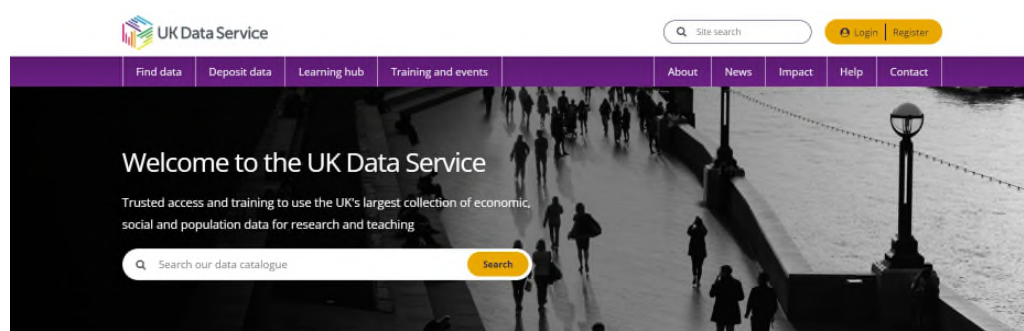 UK Data Service
Site search
Login Register
Find data Deposit data Learning hub Training and events About News Impact Help Contact
Welcome to the UK Data Service
Trusted access and training to use the UK's largest collection of economic,
social and population data for research and teaching
Search our data catalogue
Search